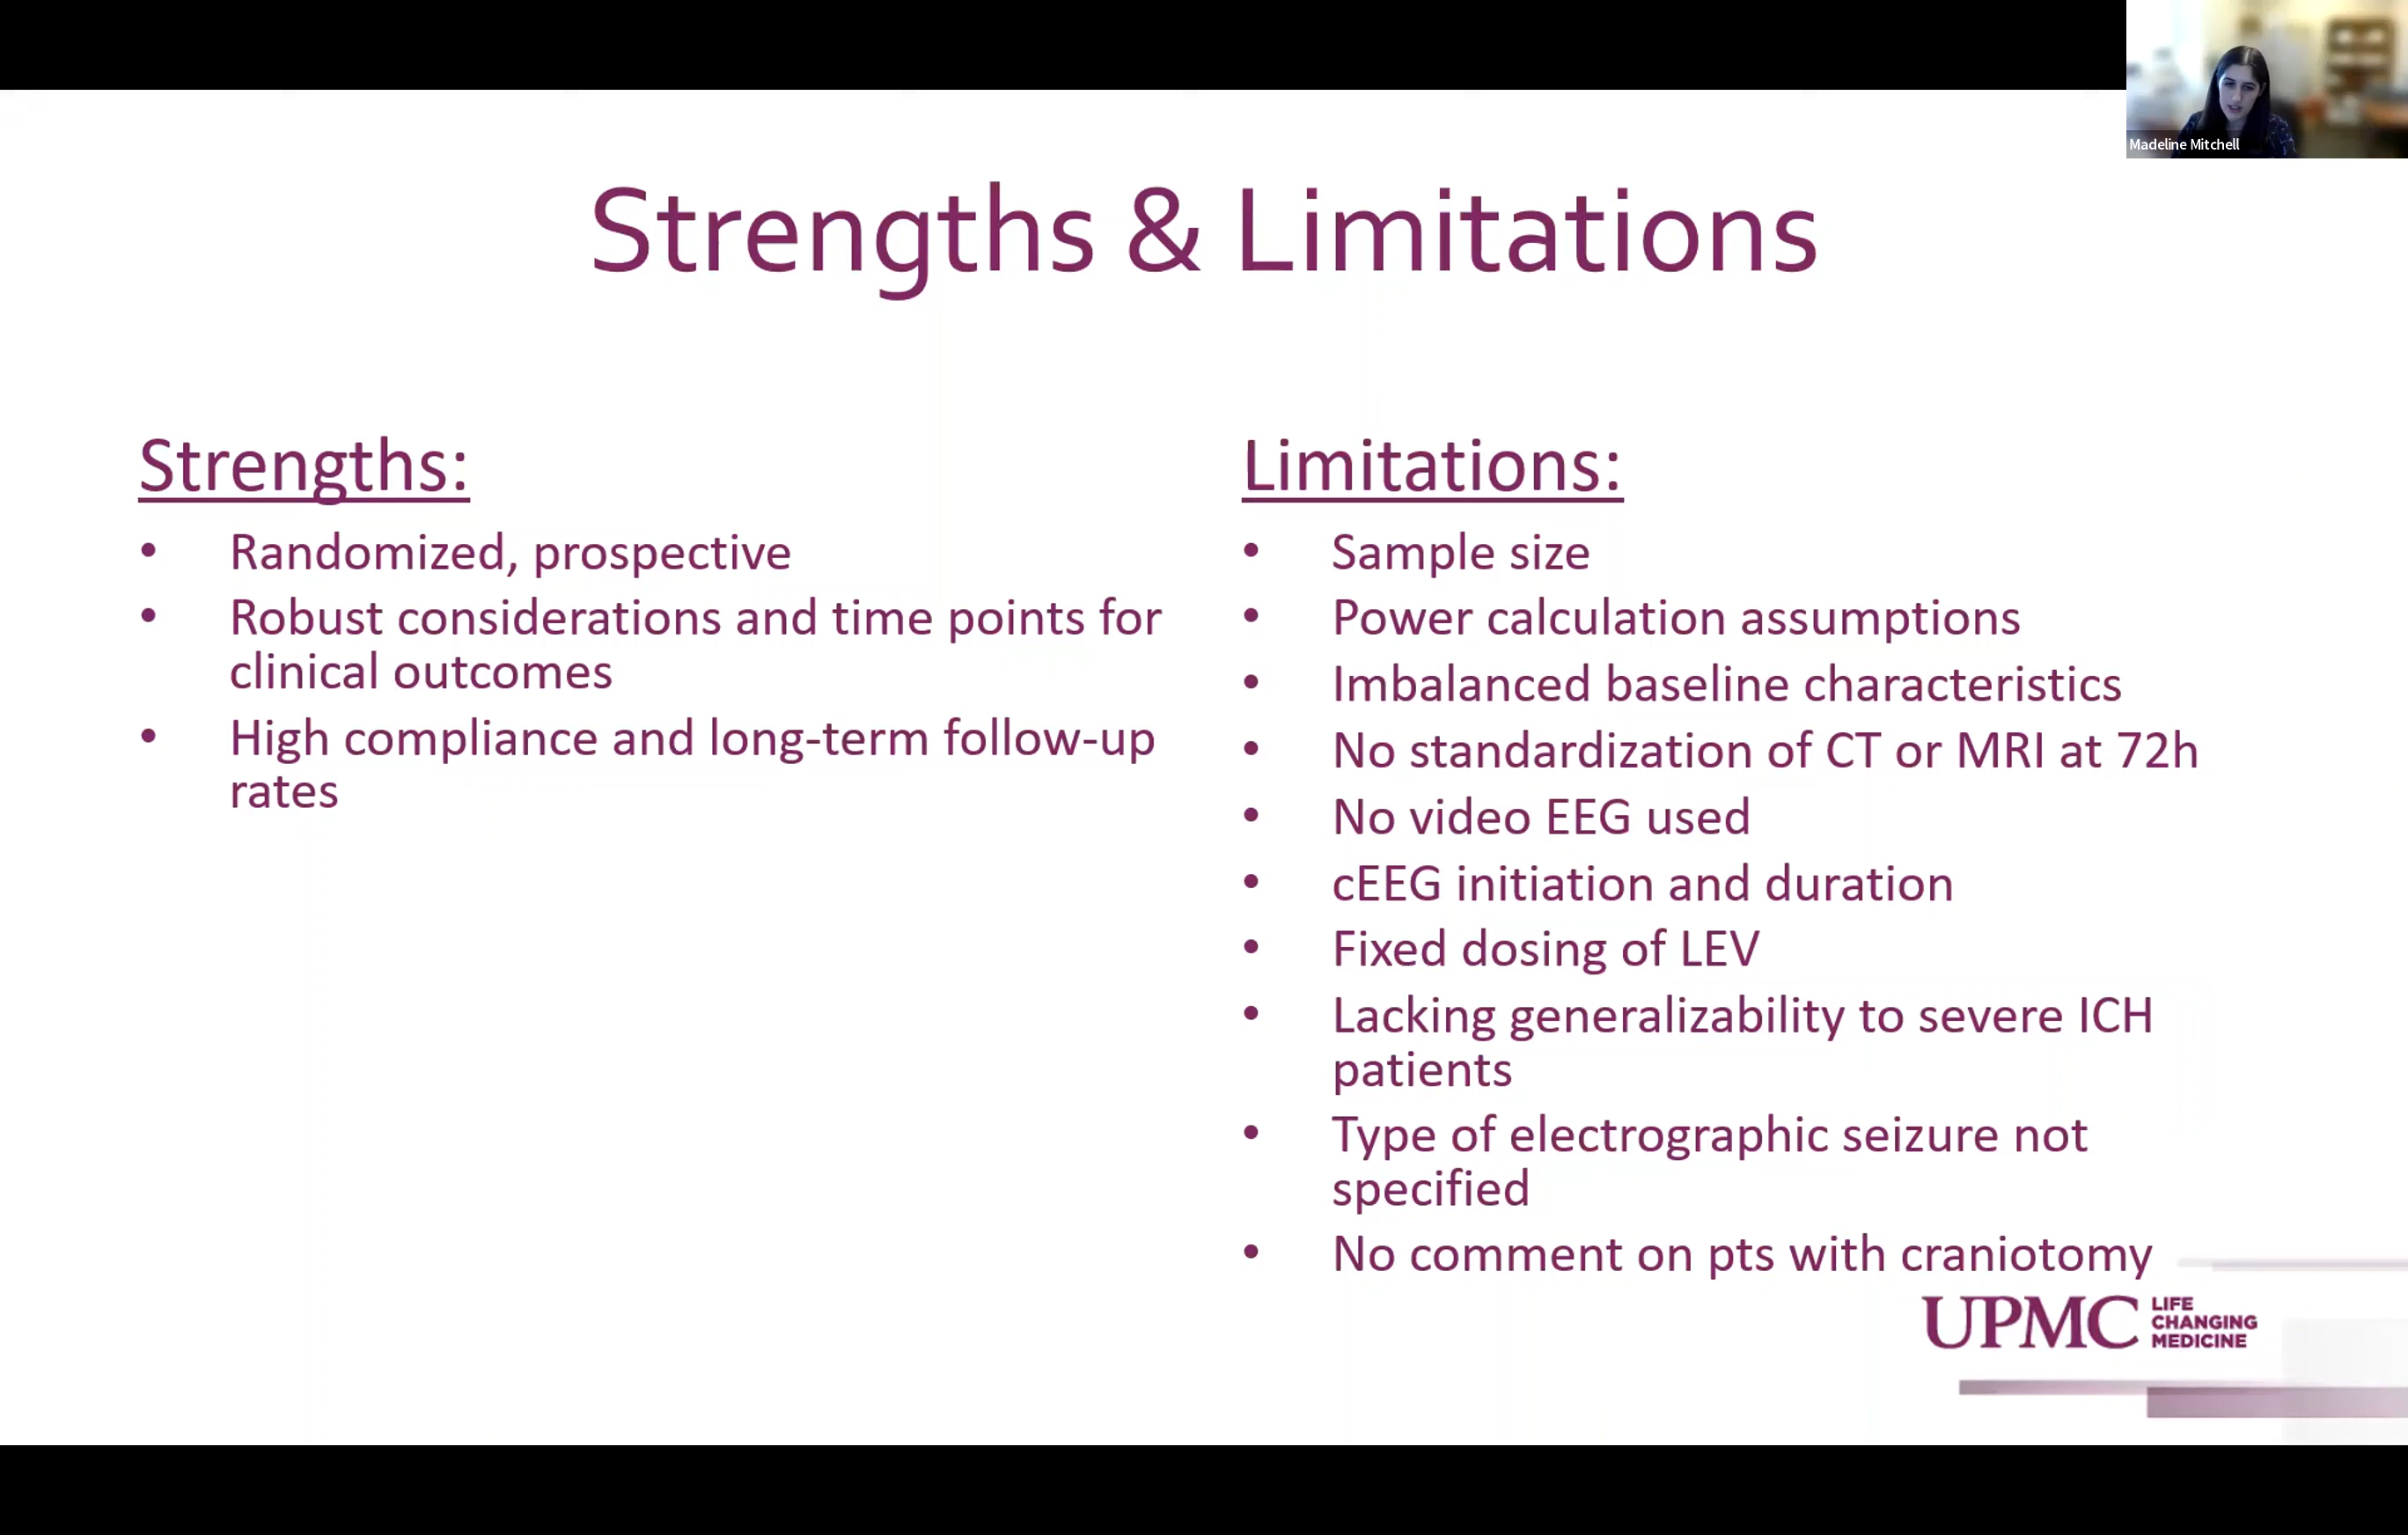 Madeline Mitchell
Strengths & Limitations
Strengths:
• Randomized, prospective
• Robust considerations and time points for
clinical outcomes
• High compliance and long-term follow-up
rates
Limitations:
• Sample size
• Power calculation assumptions
• Imbalanced baseline characteristics
• No standardization of CT or MRI at 72h
• No video EEG used
• cEEG initiation and duration
• Fixed dosing of LEV
• Lacking generalizability to severe ICH
patients
• Type of electrographic seizure not
specified
• No comment on pts with craniotomy
UPMC
LIFE
CHANGING
MEDICINE